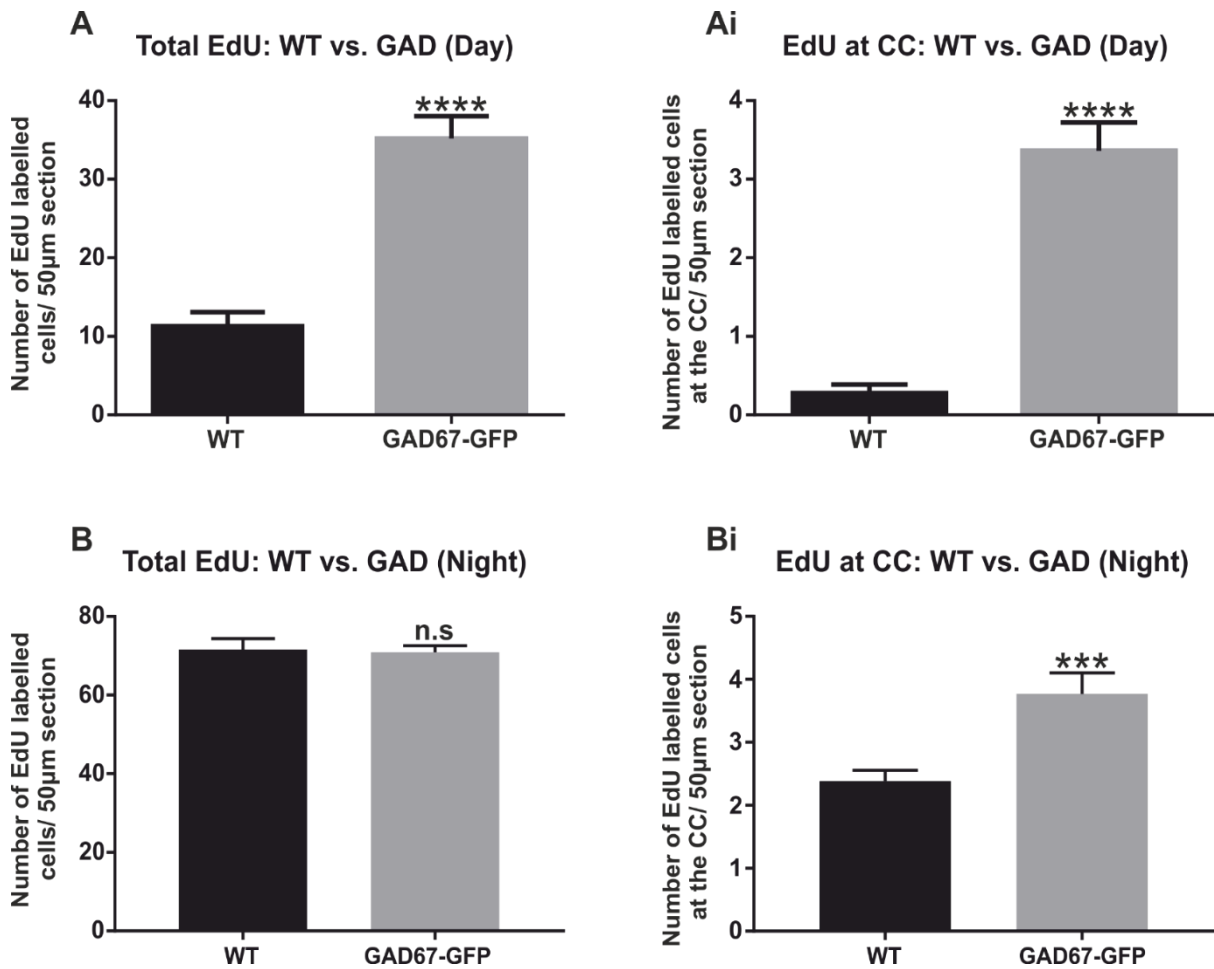 A
Total EdU: WT vs. GAD (Day)
Number of EdU labelled
cells/ 50µm section
40
30
20
10
0
****
WT
GAD67-GFP
Ai
EdU at CC: WT vs. GAD (Day)
Number of EdU labelled cells
at the CC/ 50µm section
4
3
2
1
0
****
WT
GAD67-GFP
B
Total EdU: WT vs. GAD (Night)
Number of EdU labelled
cells/ 50µm section
80
60
40
20
0
n.s
WT
GAD67-GFP
Bi
EdU at CC: WT vs. GAD (Night)
Number of EdU labelled cells
at the CC/ 50µm section
5
4
3
2
1
0
***
WT
GAD67-GFP